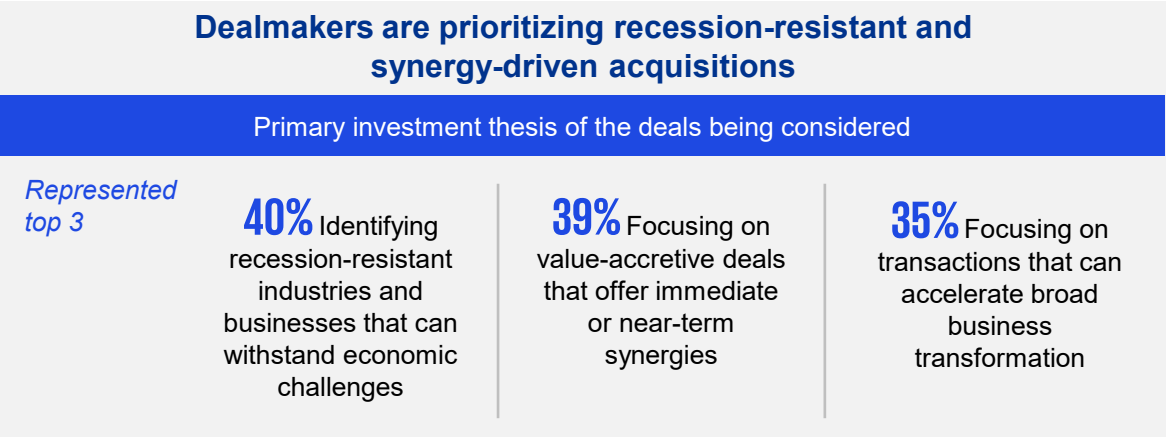 Dealmakers are prioritizing recession-resistant and
synergy-driven acquisitions
Primary investment thesis of the deals being considered
Represented
top 3
40% Identifying
recession-resistant
industries and
businesses that can
withstand economic
challenges
39% Focusing on
value-accretive deals
that offer immediate
or near-term
synergies
35% Focusing on
transactions that can
accelerate broad
business
transformation